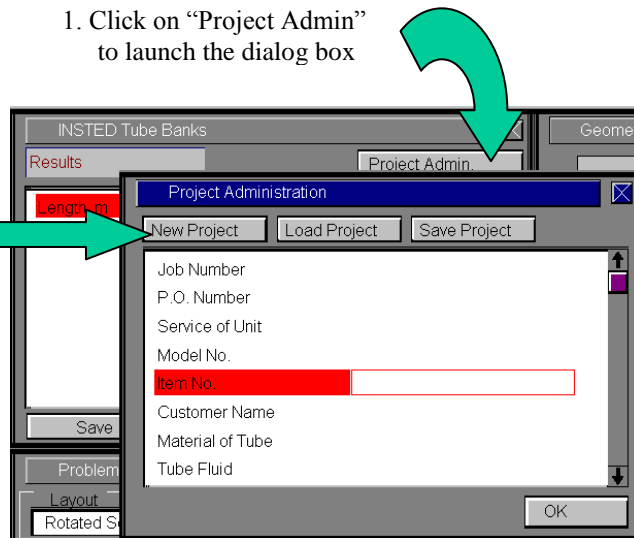 1. Click on “Project Admin”
to launch the dialog box
INSTED Tube Banks
Geome
Results
Project Admin.
Project Administration
Length, m
New Project
Load Project
Save Project
Job Number
P.O. Number
Service of Unit
Model No.
Item No.
Customer Name
Material of Tube
Tube Fluid
Save
Problem
Layout
Rotated S
OK